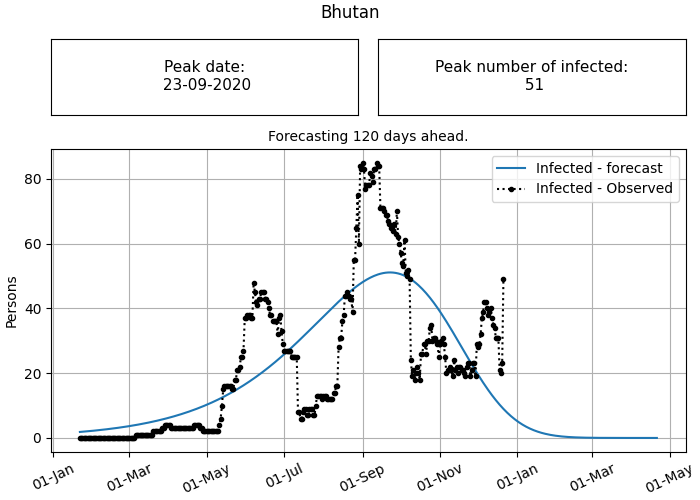 Bhutan
Peak date:
23-09-2020
Peak number of infected:
51
Forecasting 120 days ahead.
Infected - forecast
Infected - Observed
Persons
80
60
40
20
0
01-Jan
01-Mar
01-May
01-Jul
01-Sep
01-Nov
01-Jan
01-Mar
01-May